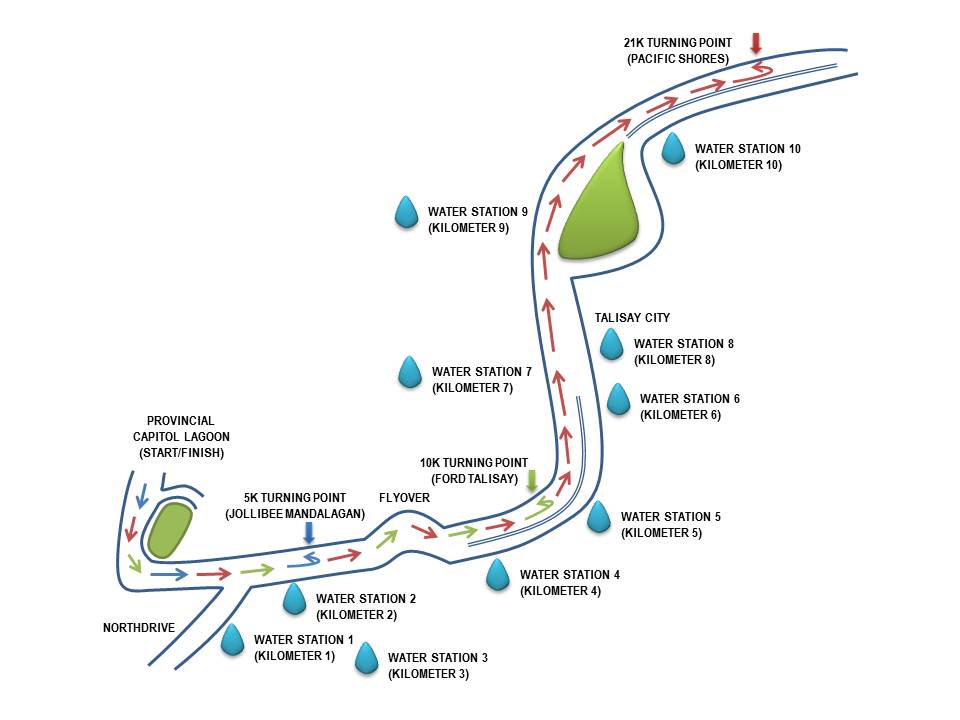 21K TURNING POINT
(PACIFIC SHORES)
WATER STATION 10
(KILOMETER 10)
WATER STATION 9
(KILOMETER 9)
TALISAY CITY
WATER STATION 8
(KILOMETER 8)
WATER STATION 7
(KILOMETER 7)
WATER STATION 6
(KILOMETER 6)
PROVINCIAL
CAPITOL LAGOON
(START/FINISH)
10K TURNING POINT
(FORD TALISAY)
5K TURNING POINT
(JOLLIBEE MANDALAGAN)
FLYOVER
WATER STATION 5
(KILOMETER 5)
WATER STATION 4
(KILOMETER 4)
WATER STATION 2
(KILOMETER 2)
NORTHDRIVE
WATER STATION 1
(KILOMETER 1)
WATER STATION 3
(KILOMETER 3)